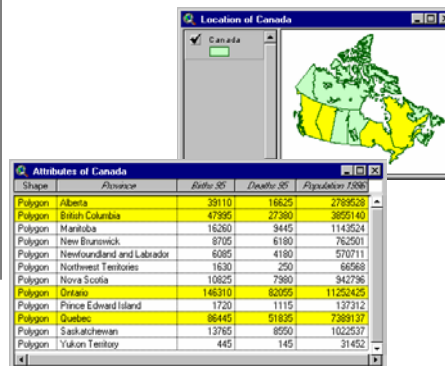 Location of Canada
Canada
Attributes of Canada
Shape Province Births 95 Deaths 95 Population 1996
Polygon Alberta 39110 16625 2789528
Polygon British Columbia 47995 27380 3855140
Polygon Manitoba 16260 9445 1143524
Polygon New Brunswick 8705 6180 762501
Polygon Newfoundland and Labrador 6085 4180 570711
Polygon Northwest Territories 1630 250 66568
Polygon Nova Scotia 10825 7980 942796
Polygon Ontario 146310 82055 11252425
Polygon Prince Edward Island 1720 1115 137312
Polygon Quebec 86445 51835 7389137
Polygon Saskatchewan 13765 8550 1022537
Polygon Yukon Territory 445 145 31452